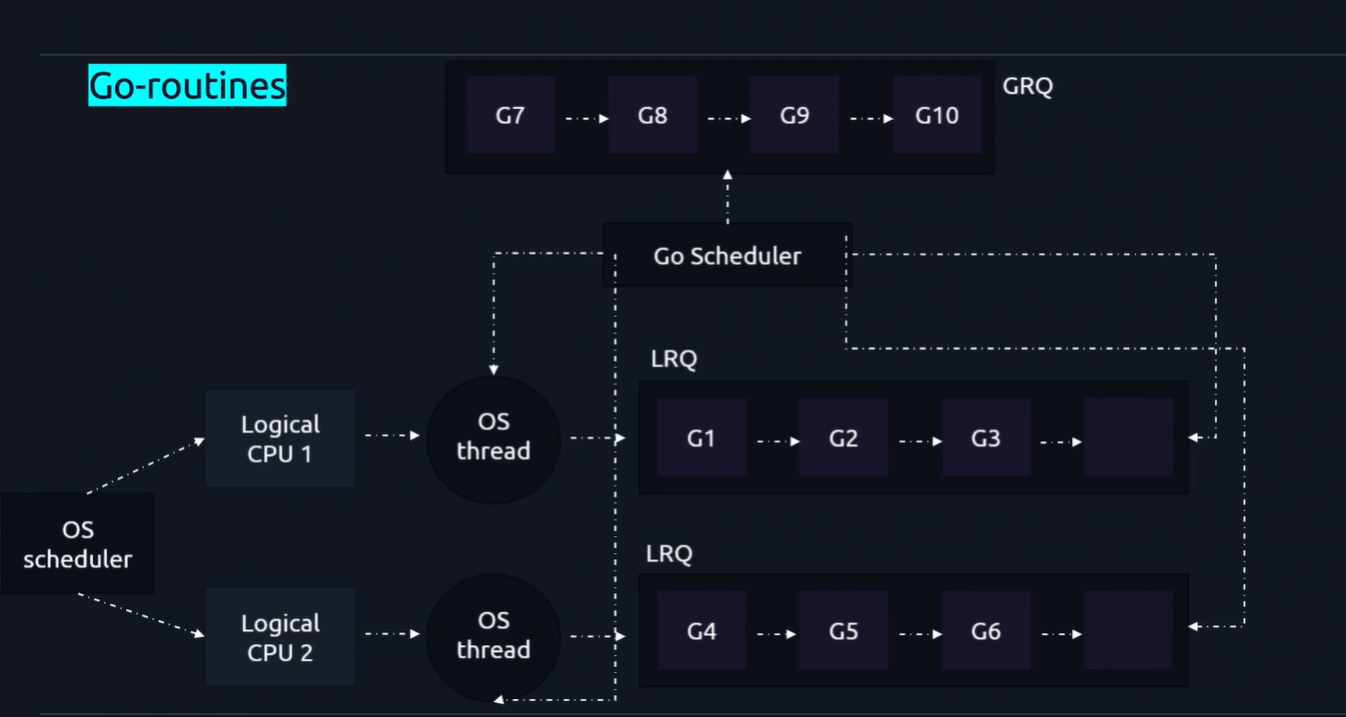 Go-routines
G7
G8
G9
G10
GRQ
Go Scheduler
LRQ
Logical
CPU 1
OS
thread
G1
G2
G3
OS
scheduler
LRQ
Logical
CPU 2
OS
thread
G4
G5
G6